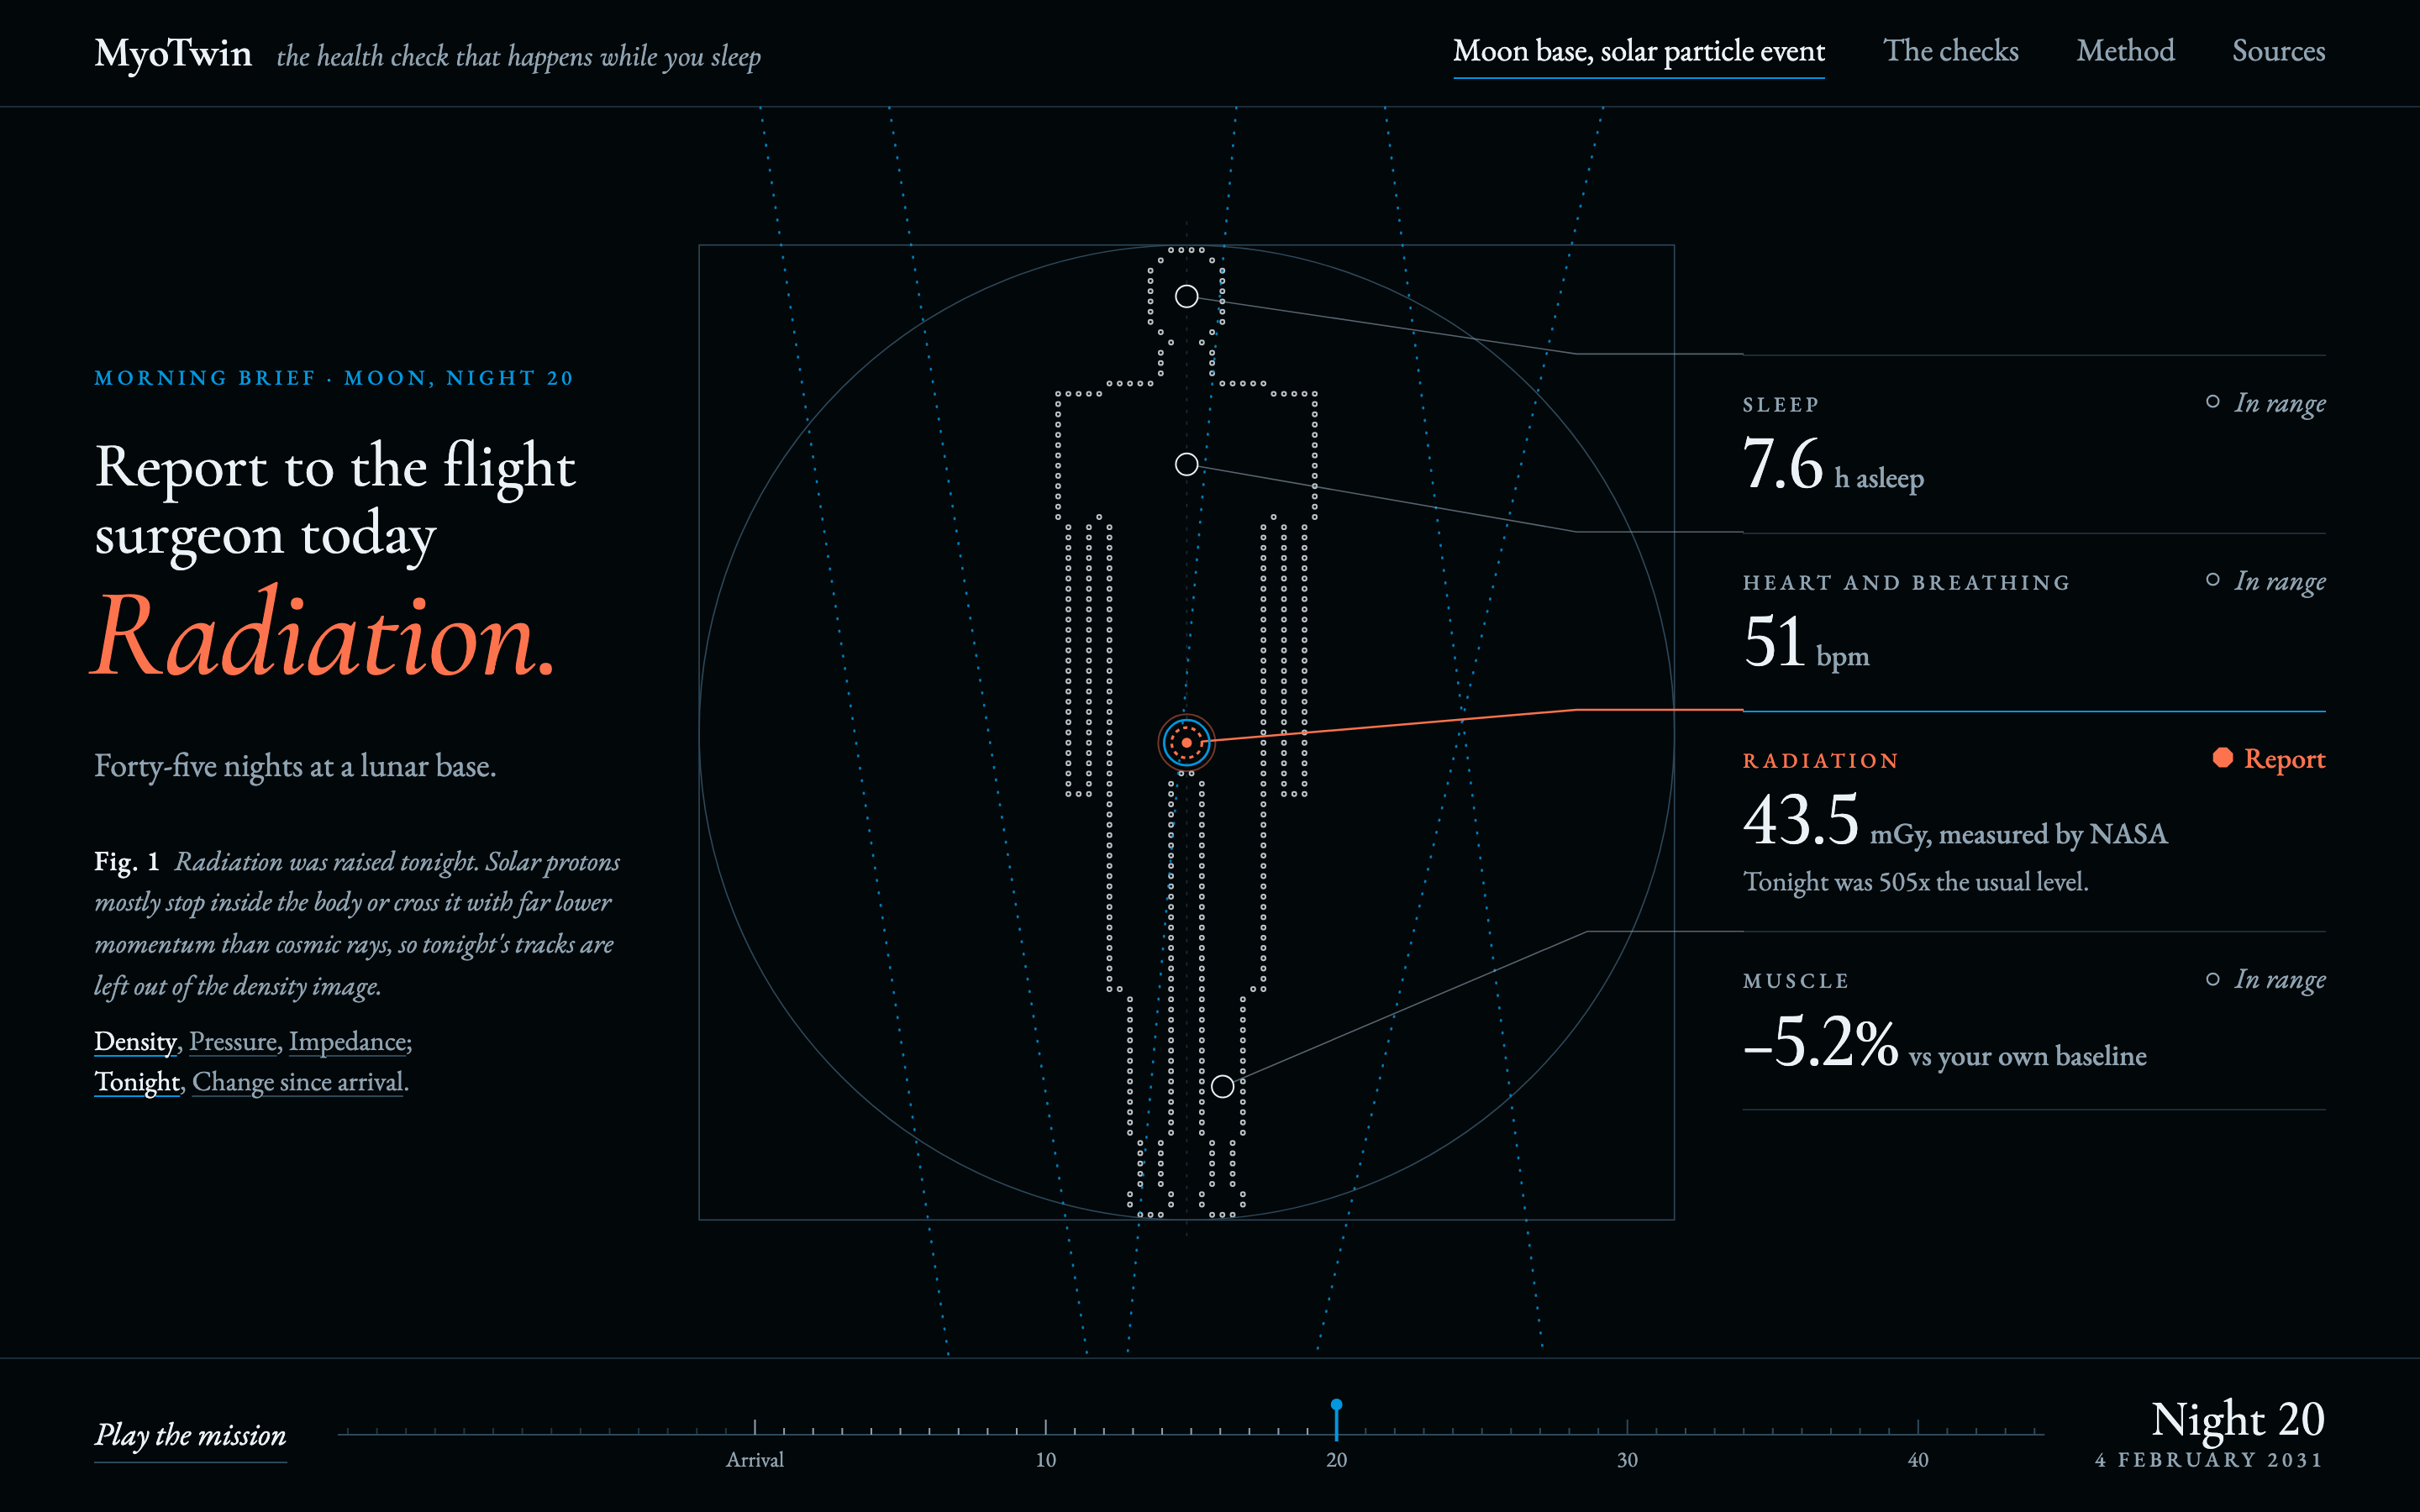 MyoTwin the health check that happens while you sleep
Moon base, solar particle event
The checks
Method
Sources
MORNING BRIEF · MOON, NIGHT 20
Report to the flight
surgeon today
Radiation.
Forty-five nights at a lunar base.
Fig. 1 Radiation was raised tonight. Solar protons
mostly stop inside the body or cross it with far lower
momentum than cosmic rays, so tonight's tracks are
left out of the density image.
Density, Pressure, Impedance;
Tonight, Change since arrival.
SLEEP
In range
7.6 h asleep
HEART AND BREATHING
In range
51 bpm
RADIATION
Report
43.5 mGy, measured by NASA
Tonight was 505x the usual level.
MUSCLE
In range
–5.2% vs your own baseline
Play the mission
Arrival
10
20
30
40
Night 20
4 FEBRUARY 2031